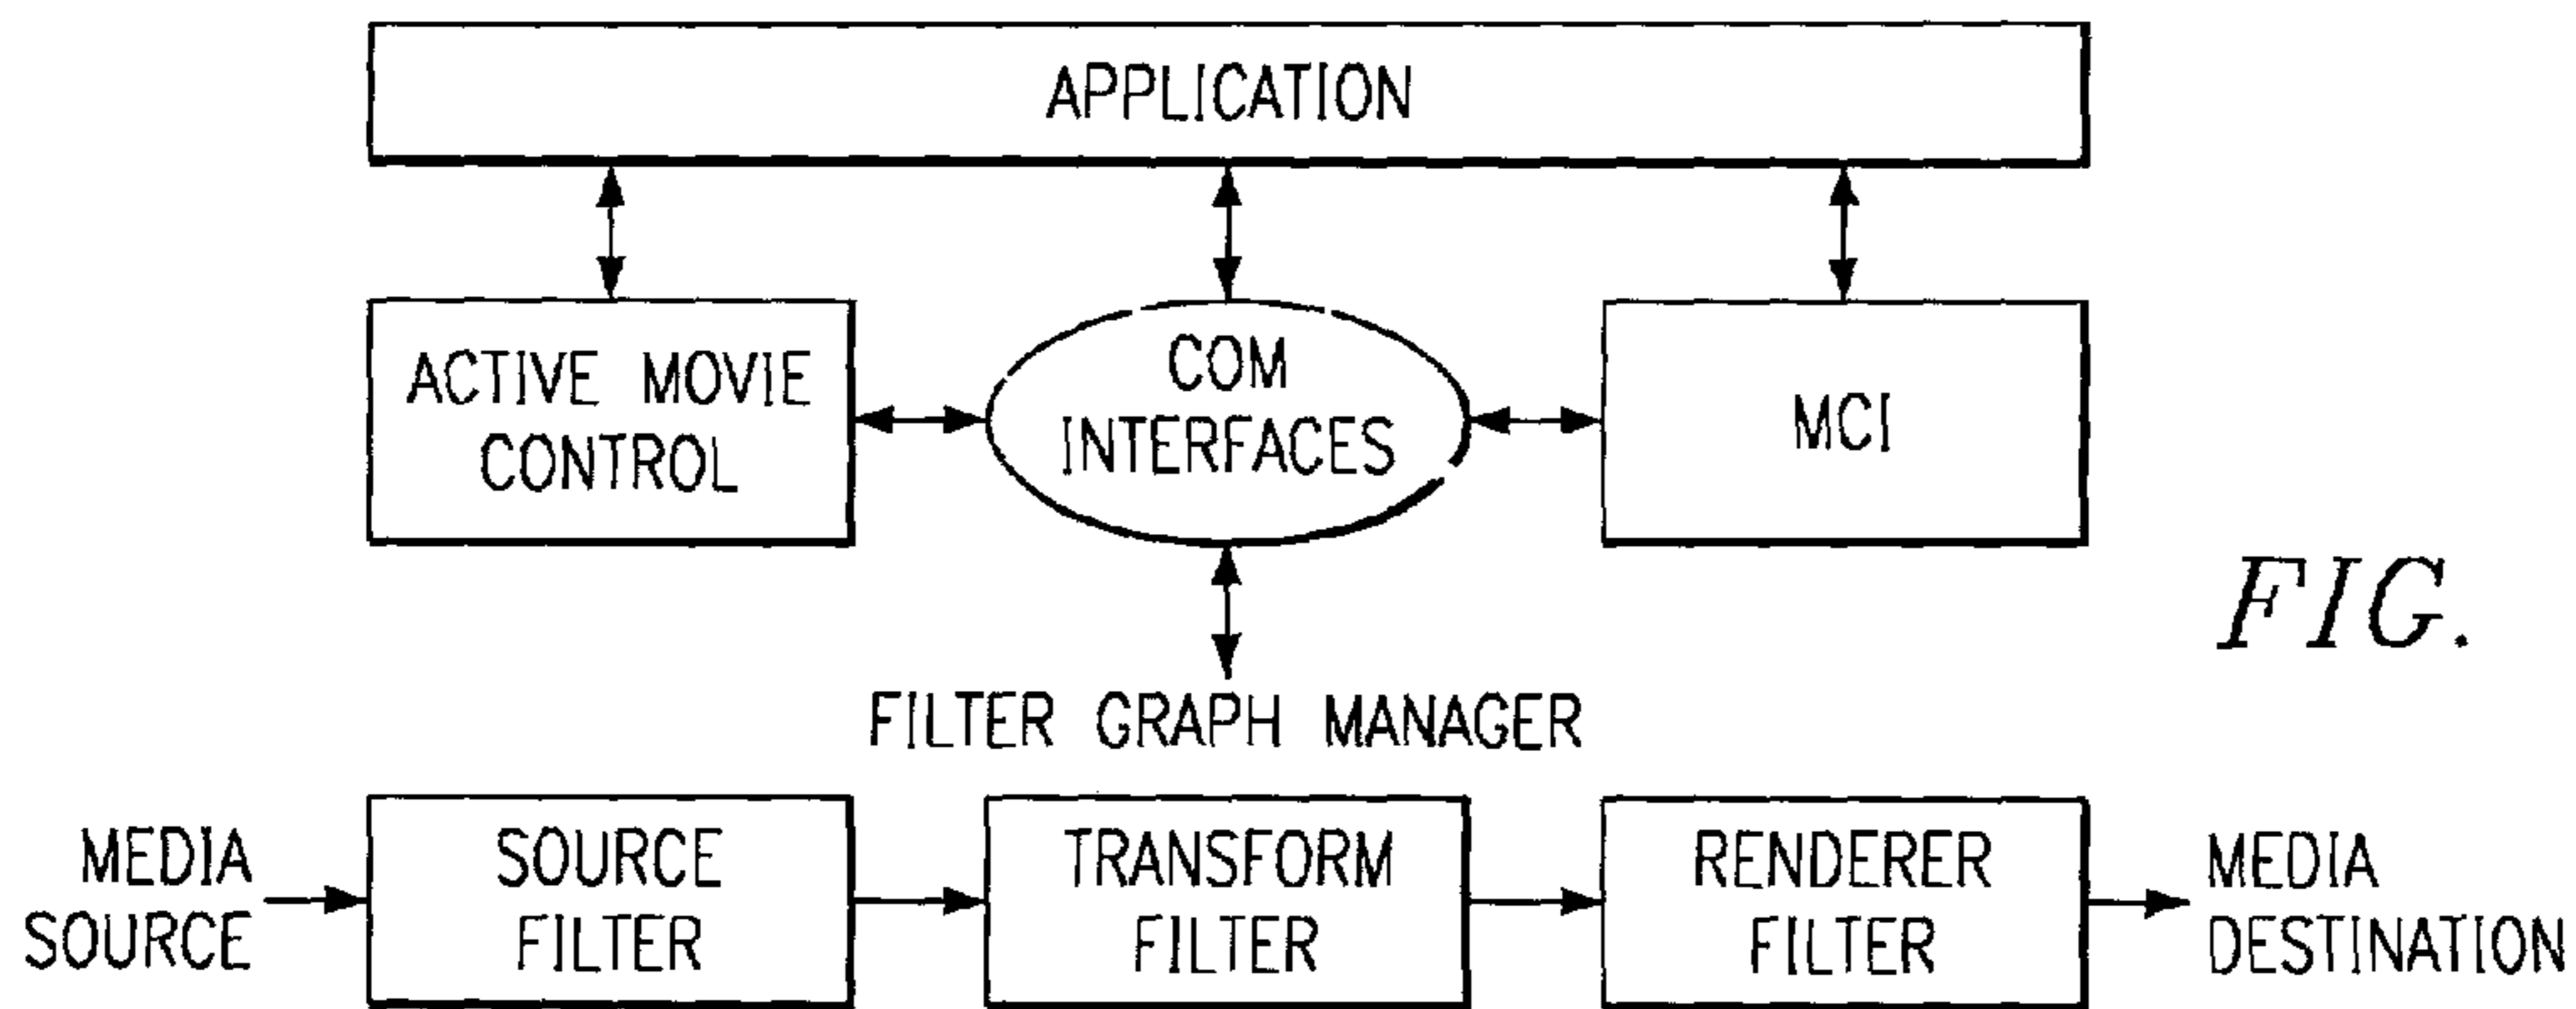 APPLICATION
ACTIVE MOVIE
CONTROL
COM
INTERFACES
MCI
FIG.
FILTER GRAPH MANAGER
MEDIA
SOURCE
SOURCE
FILTER
TRANSFORM
FILTER
RENDERER
FILTER
MEDIA
DESTINATION